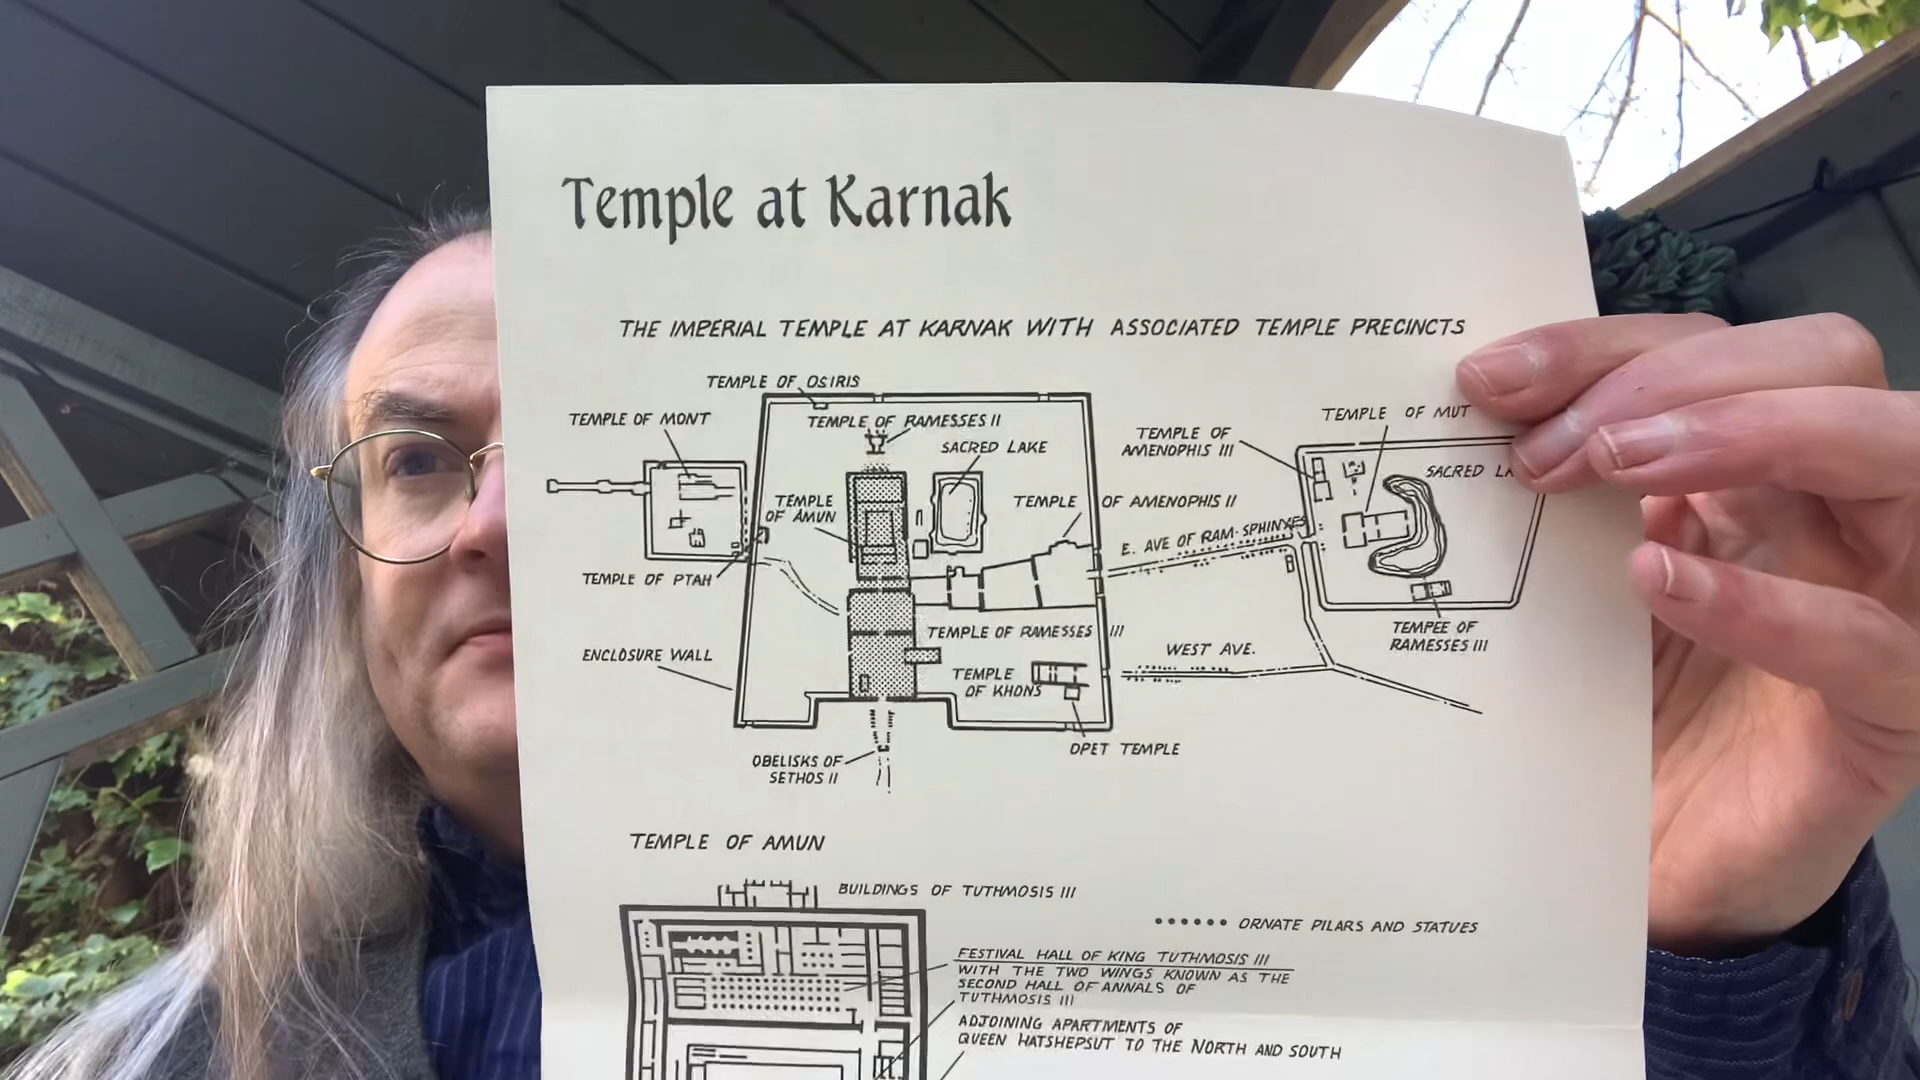 Temple at Karnak
THE IMPERIAL TEMPLE AT KARNAK WITH ASSOCIATED TEMPLE PRECINCTS
TEMPLE OF OSIRIS
TEMPLE OF MONT
TEMPLE OF RAMESSES II
SACRED LAKE
TEMPLE
OF AMUN
TEMPLE OF AMENOPHIS II
TEMPLE OF PTAH
ENCLOSURE WALL
TEMPLE OF RAMESSES III
TEMPLE
OF KHONS
OPET TEMPLE
OBELISKS OF
SETHOS II
E. AVE OF RAM-SPHINXES
WEST AVE.
TEMPLE OF
AMENOPHIS III
TEMPLE OF MUT
SACRED
TEMPEE OF
RAMESSES III
TEMPLE OF AMUN
BUILDINGS OF TUTHMOSIS III
ORNATE PILARS AND STATUES
FESTIVAL HALL OF KING TUTHMOSIS III
WITH THE TWO WINGS KNOWN AS THE
SECOND HALL OF ANNALS OF
TUTHMOSIS III
ADJOINING APARTMENTS OF
QUEEN HATSHEPSUT TO THE NORTH AND SOUTH